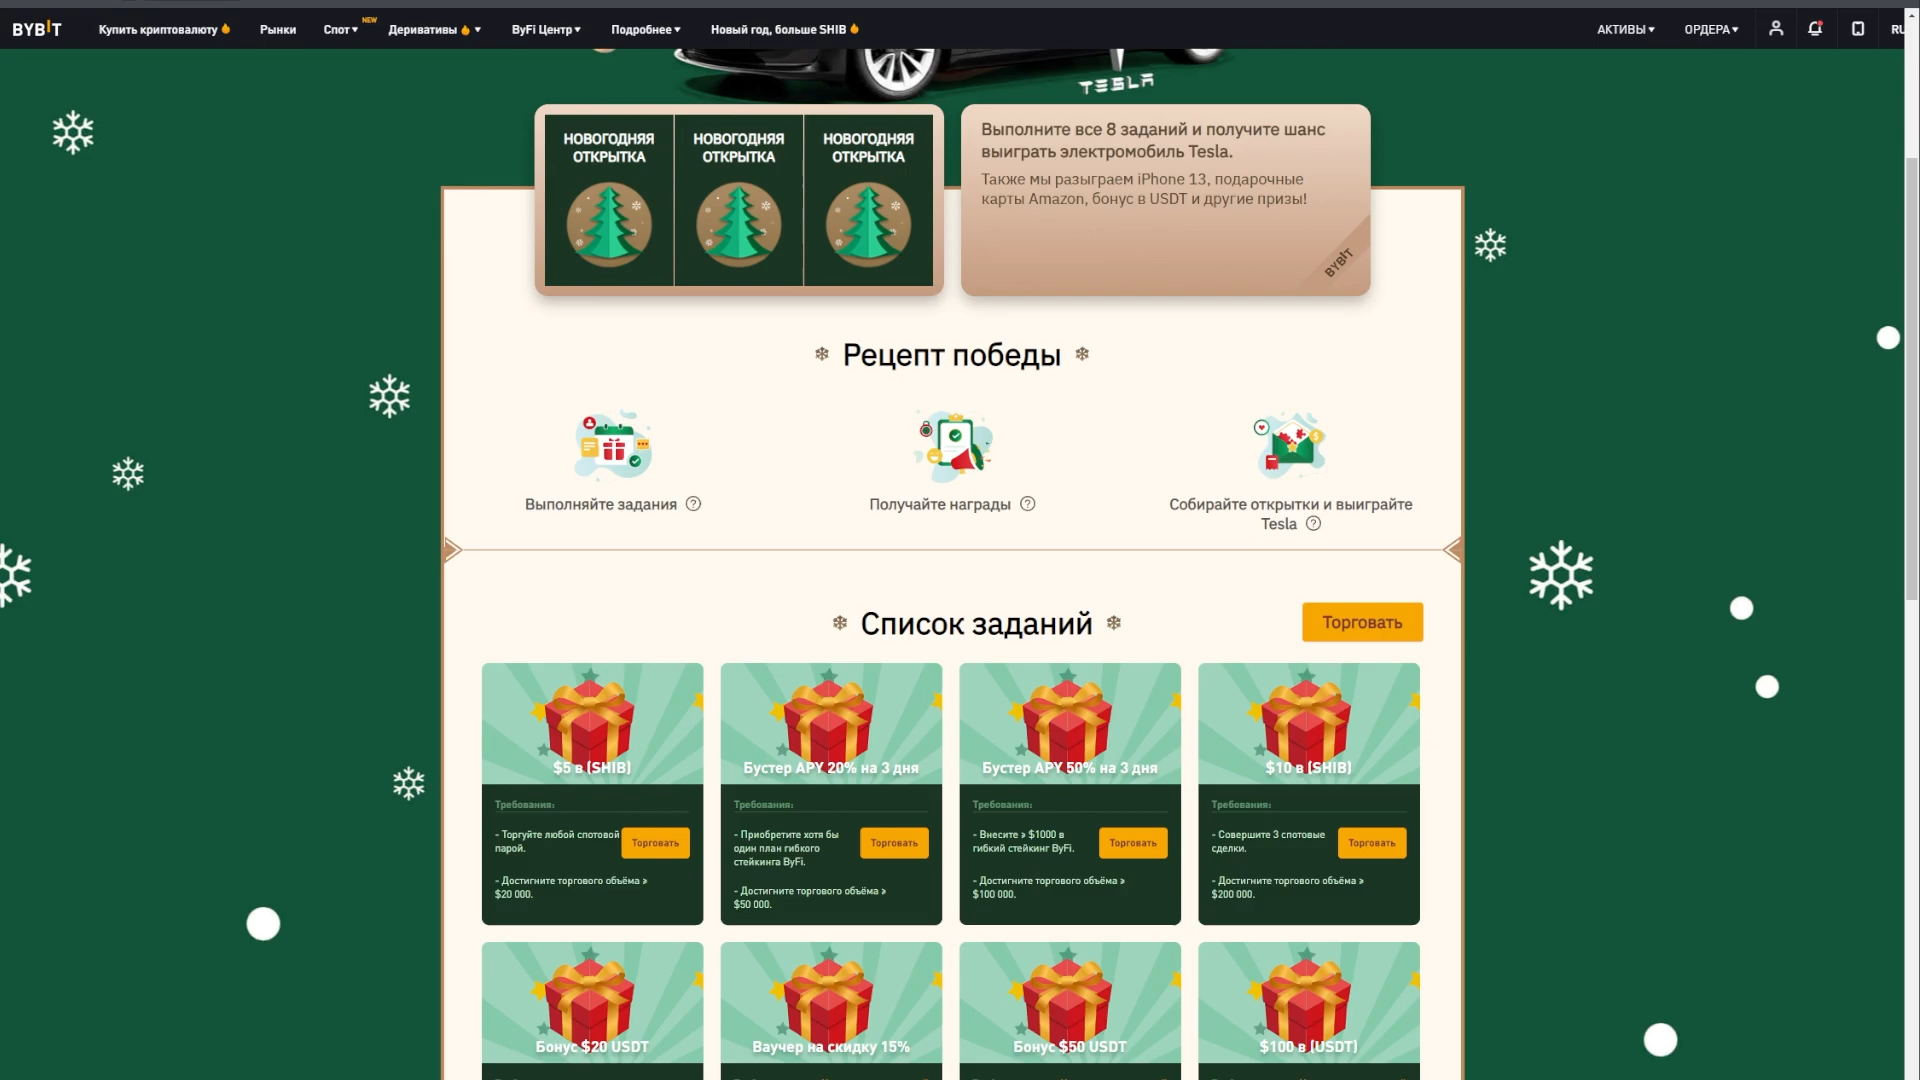 BYBIT
Купить криптовалюту
Рынки
Спот
NEW
Деривативы
ByFi Центр
Подробнее
Новый год, больше SHIB
АКТИВЫ
ОРДЕРА
RU
TESLA
НОВОГОДНЯЯ
ОТКРЫТКА
НОВОГОДНЯЯ
ОТКРЫТКА
НОВОГОДНЯЯ
ОТКРЫТКА
Выполните все 8 заданий и получите шанс
выиграть электромобиль Tesla.
Также мы разыграем iPhone 13, подарочные
карты Amazon, бонус в USDT и другие призы!
BYBIT
Рецепт победы
Выполняйте задания ?
Получайте награды ?
Собирайте открытки и выиграйте
Tesla ?
Список заданий
Торговать
$5 в (SHIB)
Требования:
- Торгуйте любой спотовой
парой.
Торговать
- Достигните торгового объёма ≥
$20 000.
Бустер APY 20% на 3 дня
Требования:
- Приобретите хотя бы
один план гибкого
стейкинга ByFi.
Торговать
- Достигните торгового объёма ≥
$50 000.
Бустер APY 50% на 3 дня
Требования:
- Внесите ≥ $1000 в
гибкий стейкинг ByFi.
Торговать
- Достигните торгового объёма ≥
$100 000.
$10 в (SHIB)
Требования:
- Совершите 3 спотовые
сделки.
Торговать
- Достигните торгового объёма ≥
$200 000.
Бонус $20 USDT
Ваучер на скидку 15%
Бонус $50 USDT
$100 в (USDT)